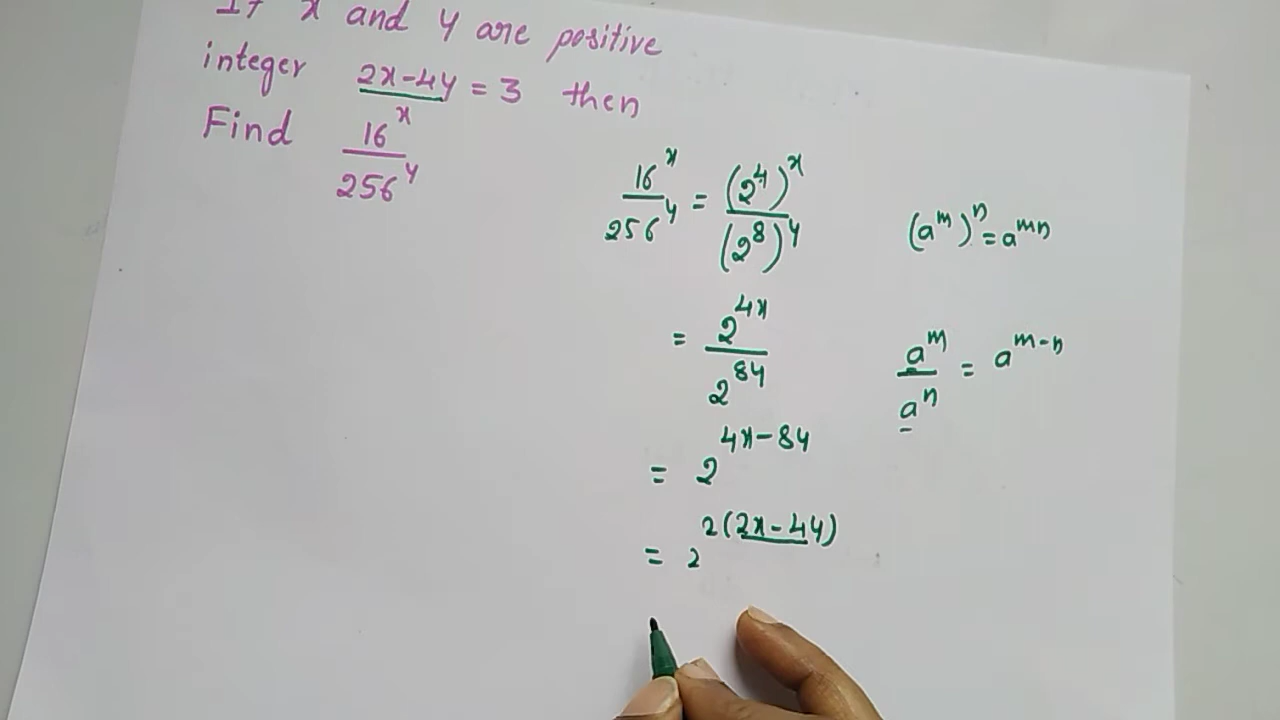 If x and y are positive
integer 2x-4y = 3 then
Find 16^x / 256^y
16^x / 256^y = (2^4)^x / (2^8)^y
(a^m)^n = a^mn
= 2^4x / 2^8y
a^m / a^n = a^m-n
= 2^4x-8y
= 2^2(2x-4y)